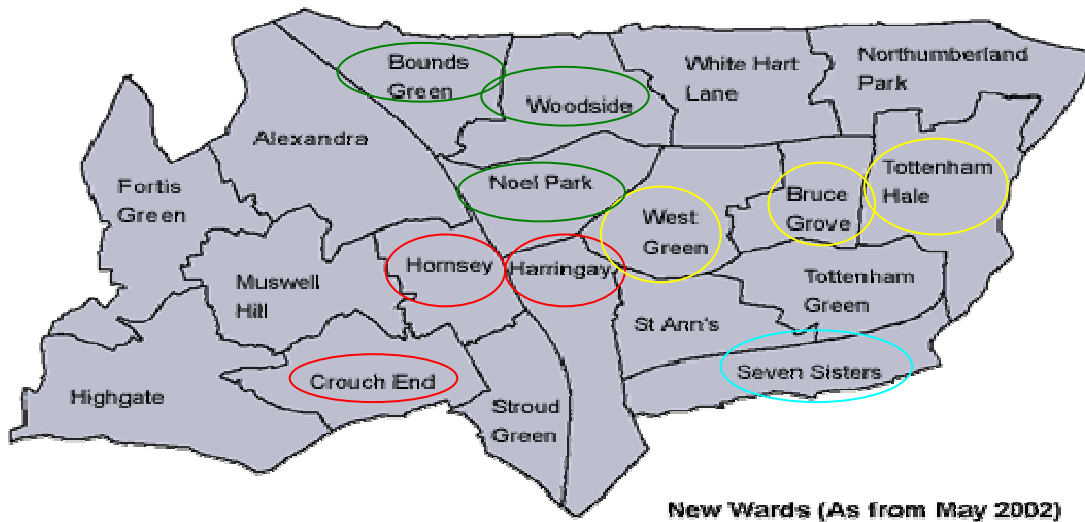 Bounds
Green
Woodside
White Hart
Lane
Northumberland
Park
Alexandra
Fortis
Green
Noel Park
Tottenham
Hale
Bruce
Grove
West
Green
Hornsey
Harringay
Muswell
Hill
Tottenham
Green
St Ann's
Seven Sisters
Crouch End
Highgate
Stroud
Green
New Wards (As from May 2002)